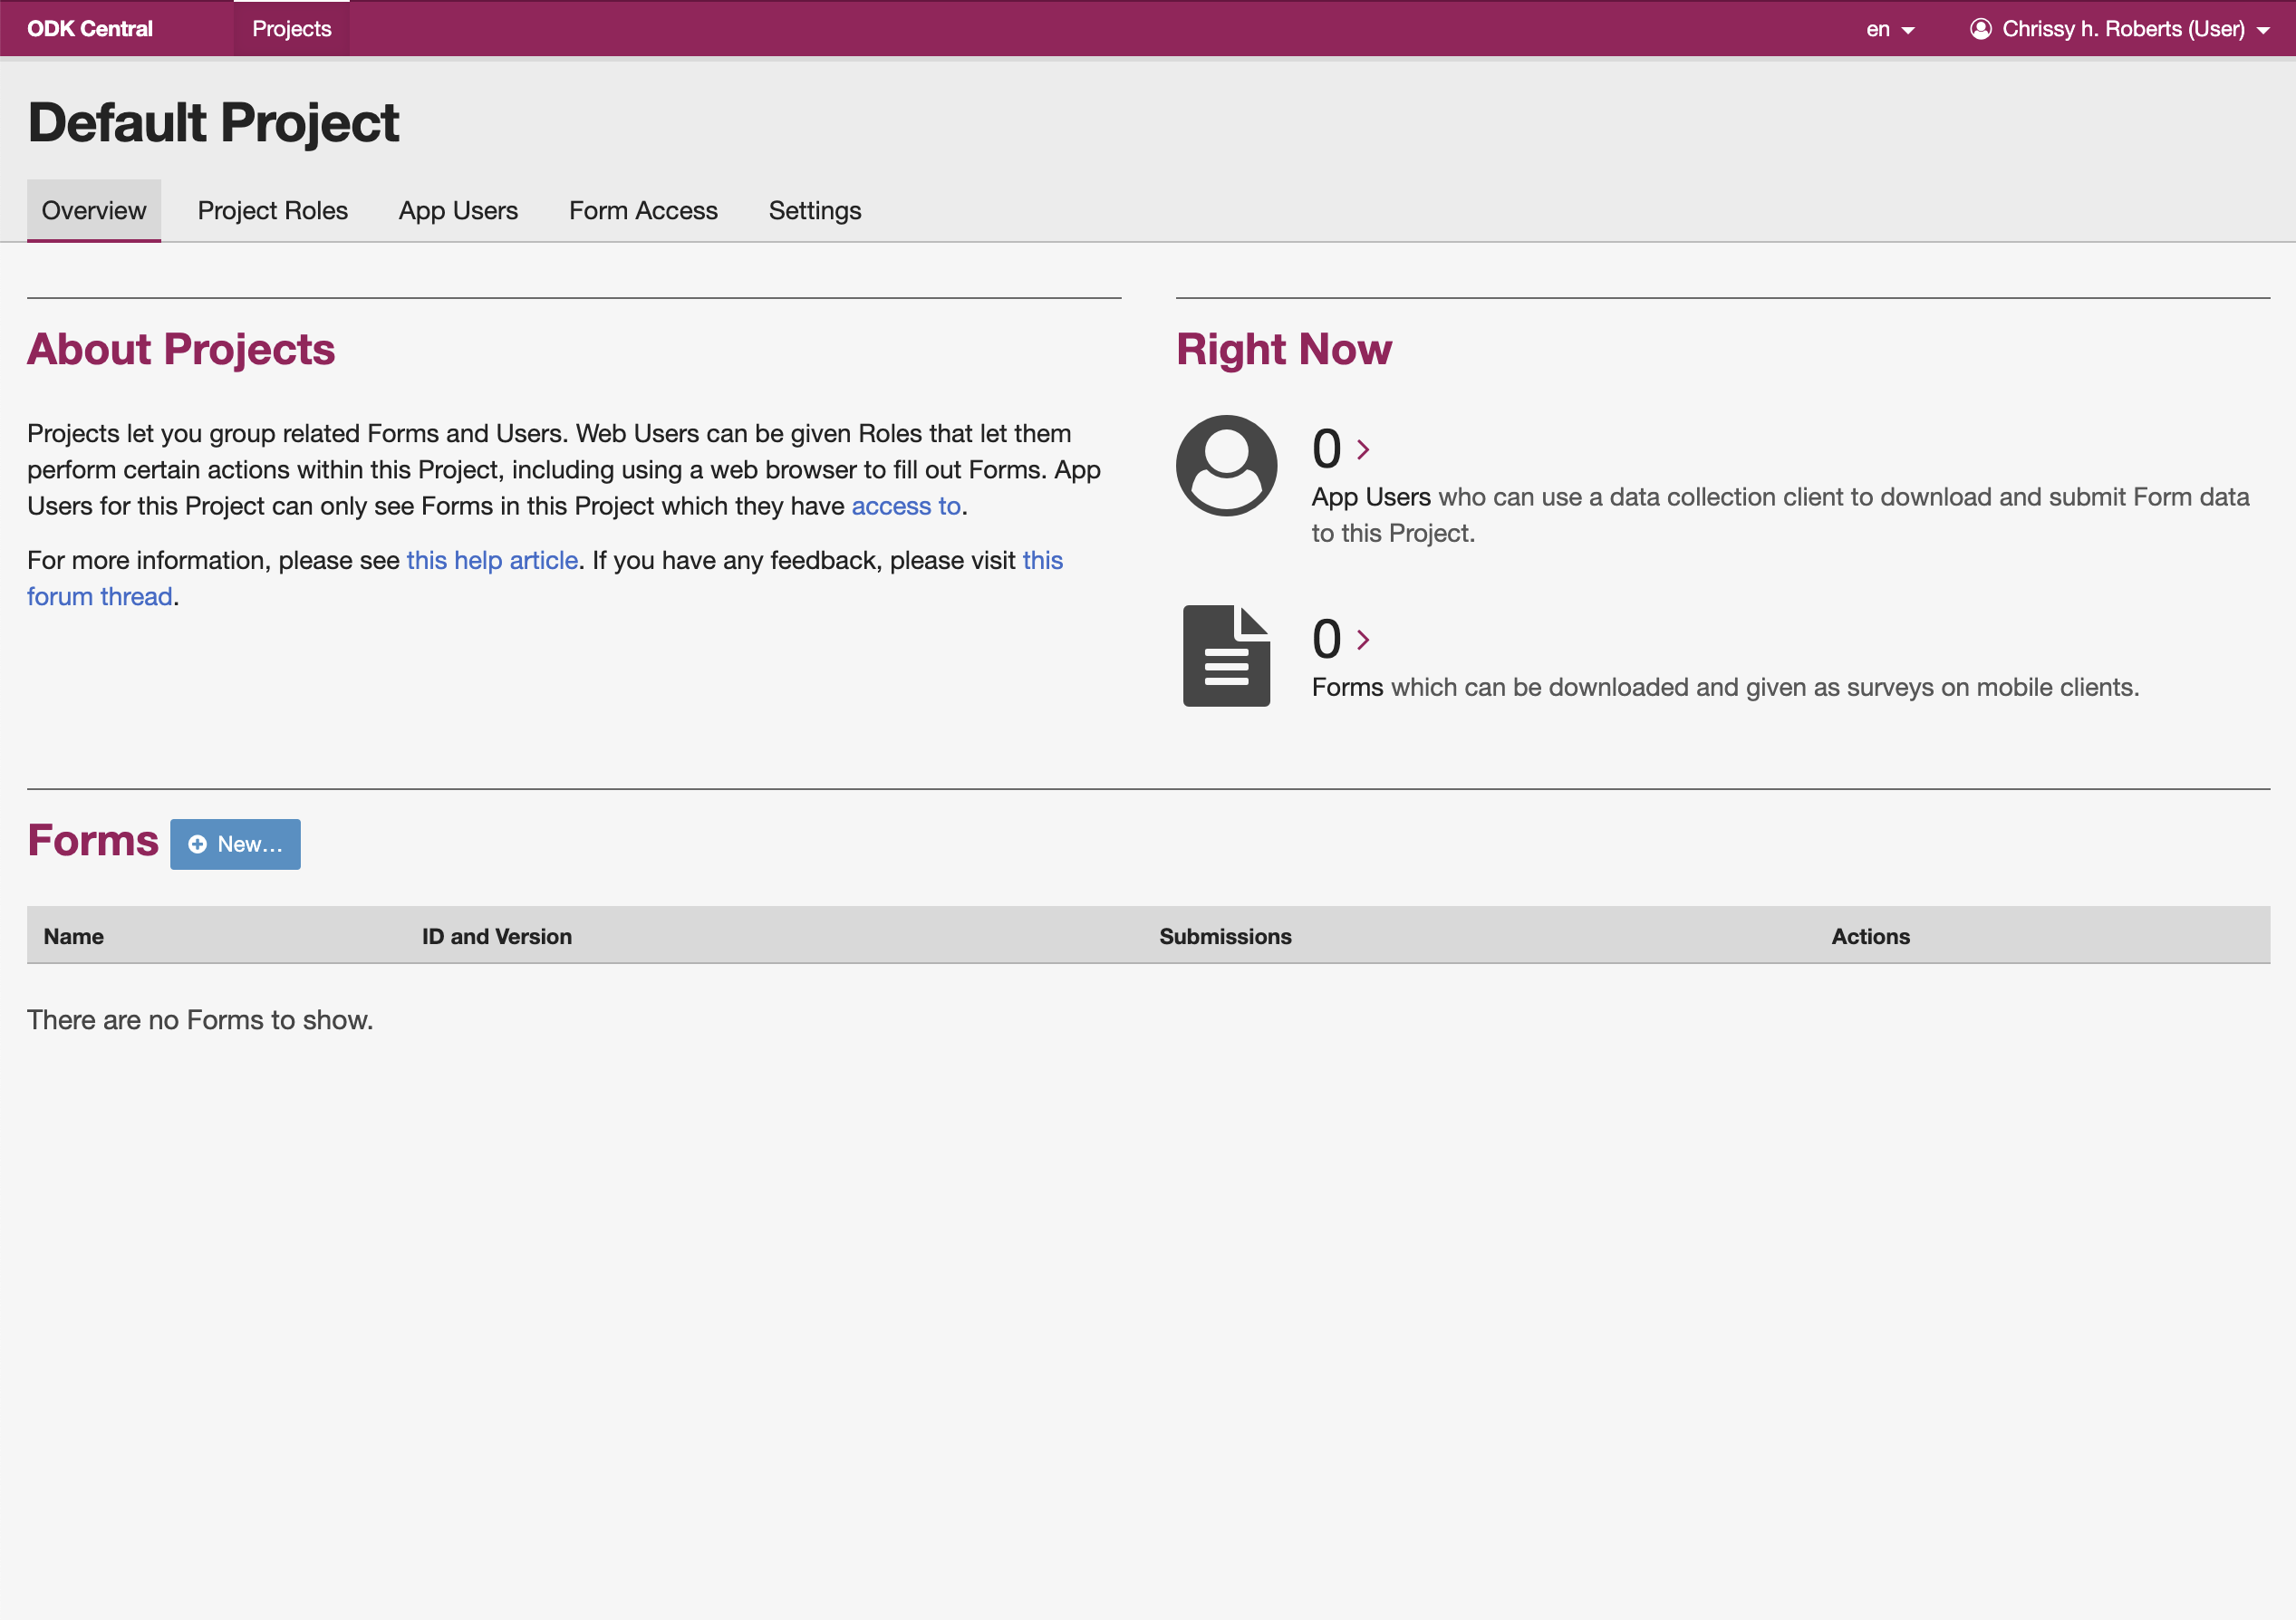 ODK Central
Projects
en
Chrissy h. Roberts (User)
Default Project
Overview
Project Roles
App Users
Form Access
Settings
About Projects
Projects let you group related Forms and Users. Web Users can be given Roles that let them
perform certain actions within this Project, including using a web browser to fill out Forms. App
Users for this Project can only see Forms in this Project which they have access to.
For more information, please see this help article. If you have any feedback, please visit this
forum thread.
Right Now
0
App Users who can use a data collection client to download and submit Form data
to this Project.
0
Forms which can be downloaded and given as surveys on mobile clients.
Forms
New…
Name
ID and Version
Submissions
Actions
There are no Forms to show.